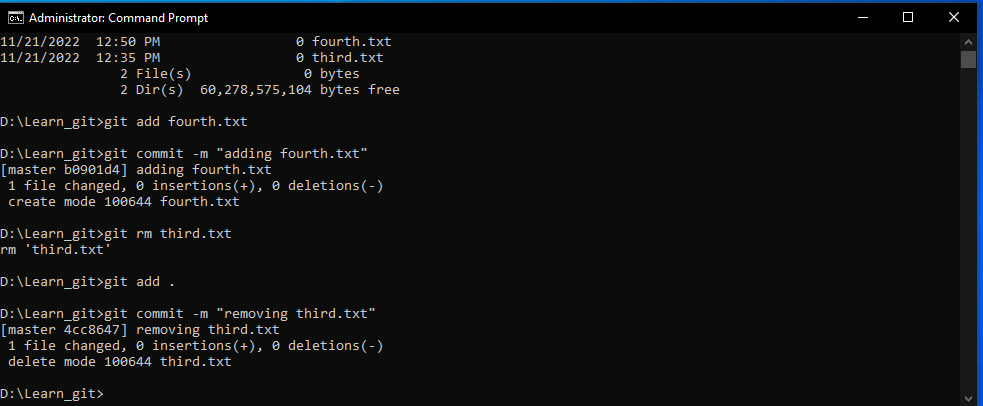 Administrator: Command Prompt
11/21/2022  12:50 PM                 0 fourth.txt
11/21/2022  12:35 PM                 0 third.txt
               2 File(s)              0 bytes
               2 Dir(s)  60,278,575,104 bytes free
D:\Learn_git>git add fourth.txt
D:\Learn_git>git commit -m "adding fourth.txt"
[master b0901d4] adding fourth.txt
 1 file changed, 0 insertions(+), 0 deletions(-)
 create mode 100644 fourth.txt
D:\Learn_git>git rm third.txt
rm 'third.txt'
D:\Learn_git>git add .
D:\Learn_git>git commit -m "removing third.txt"
[master 4cc8647] removing third.txt
 1 file changed, 0 insertions(+), 0 deletions(-)
 delete mode 100644 third.txt
D:\Learn_git>